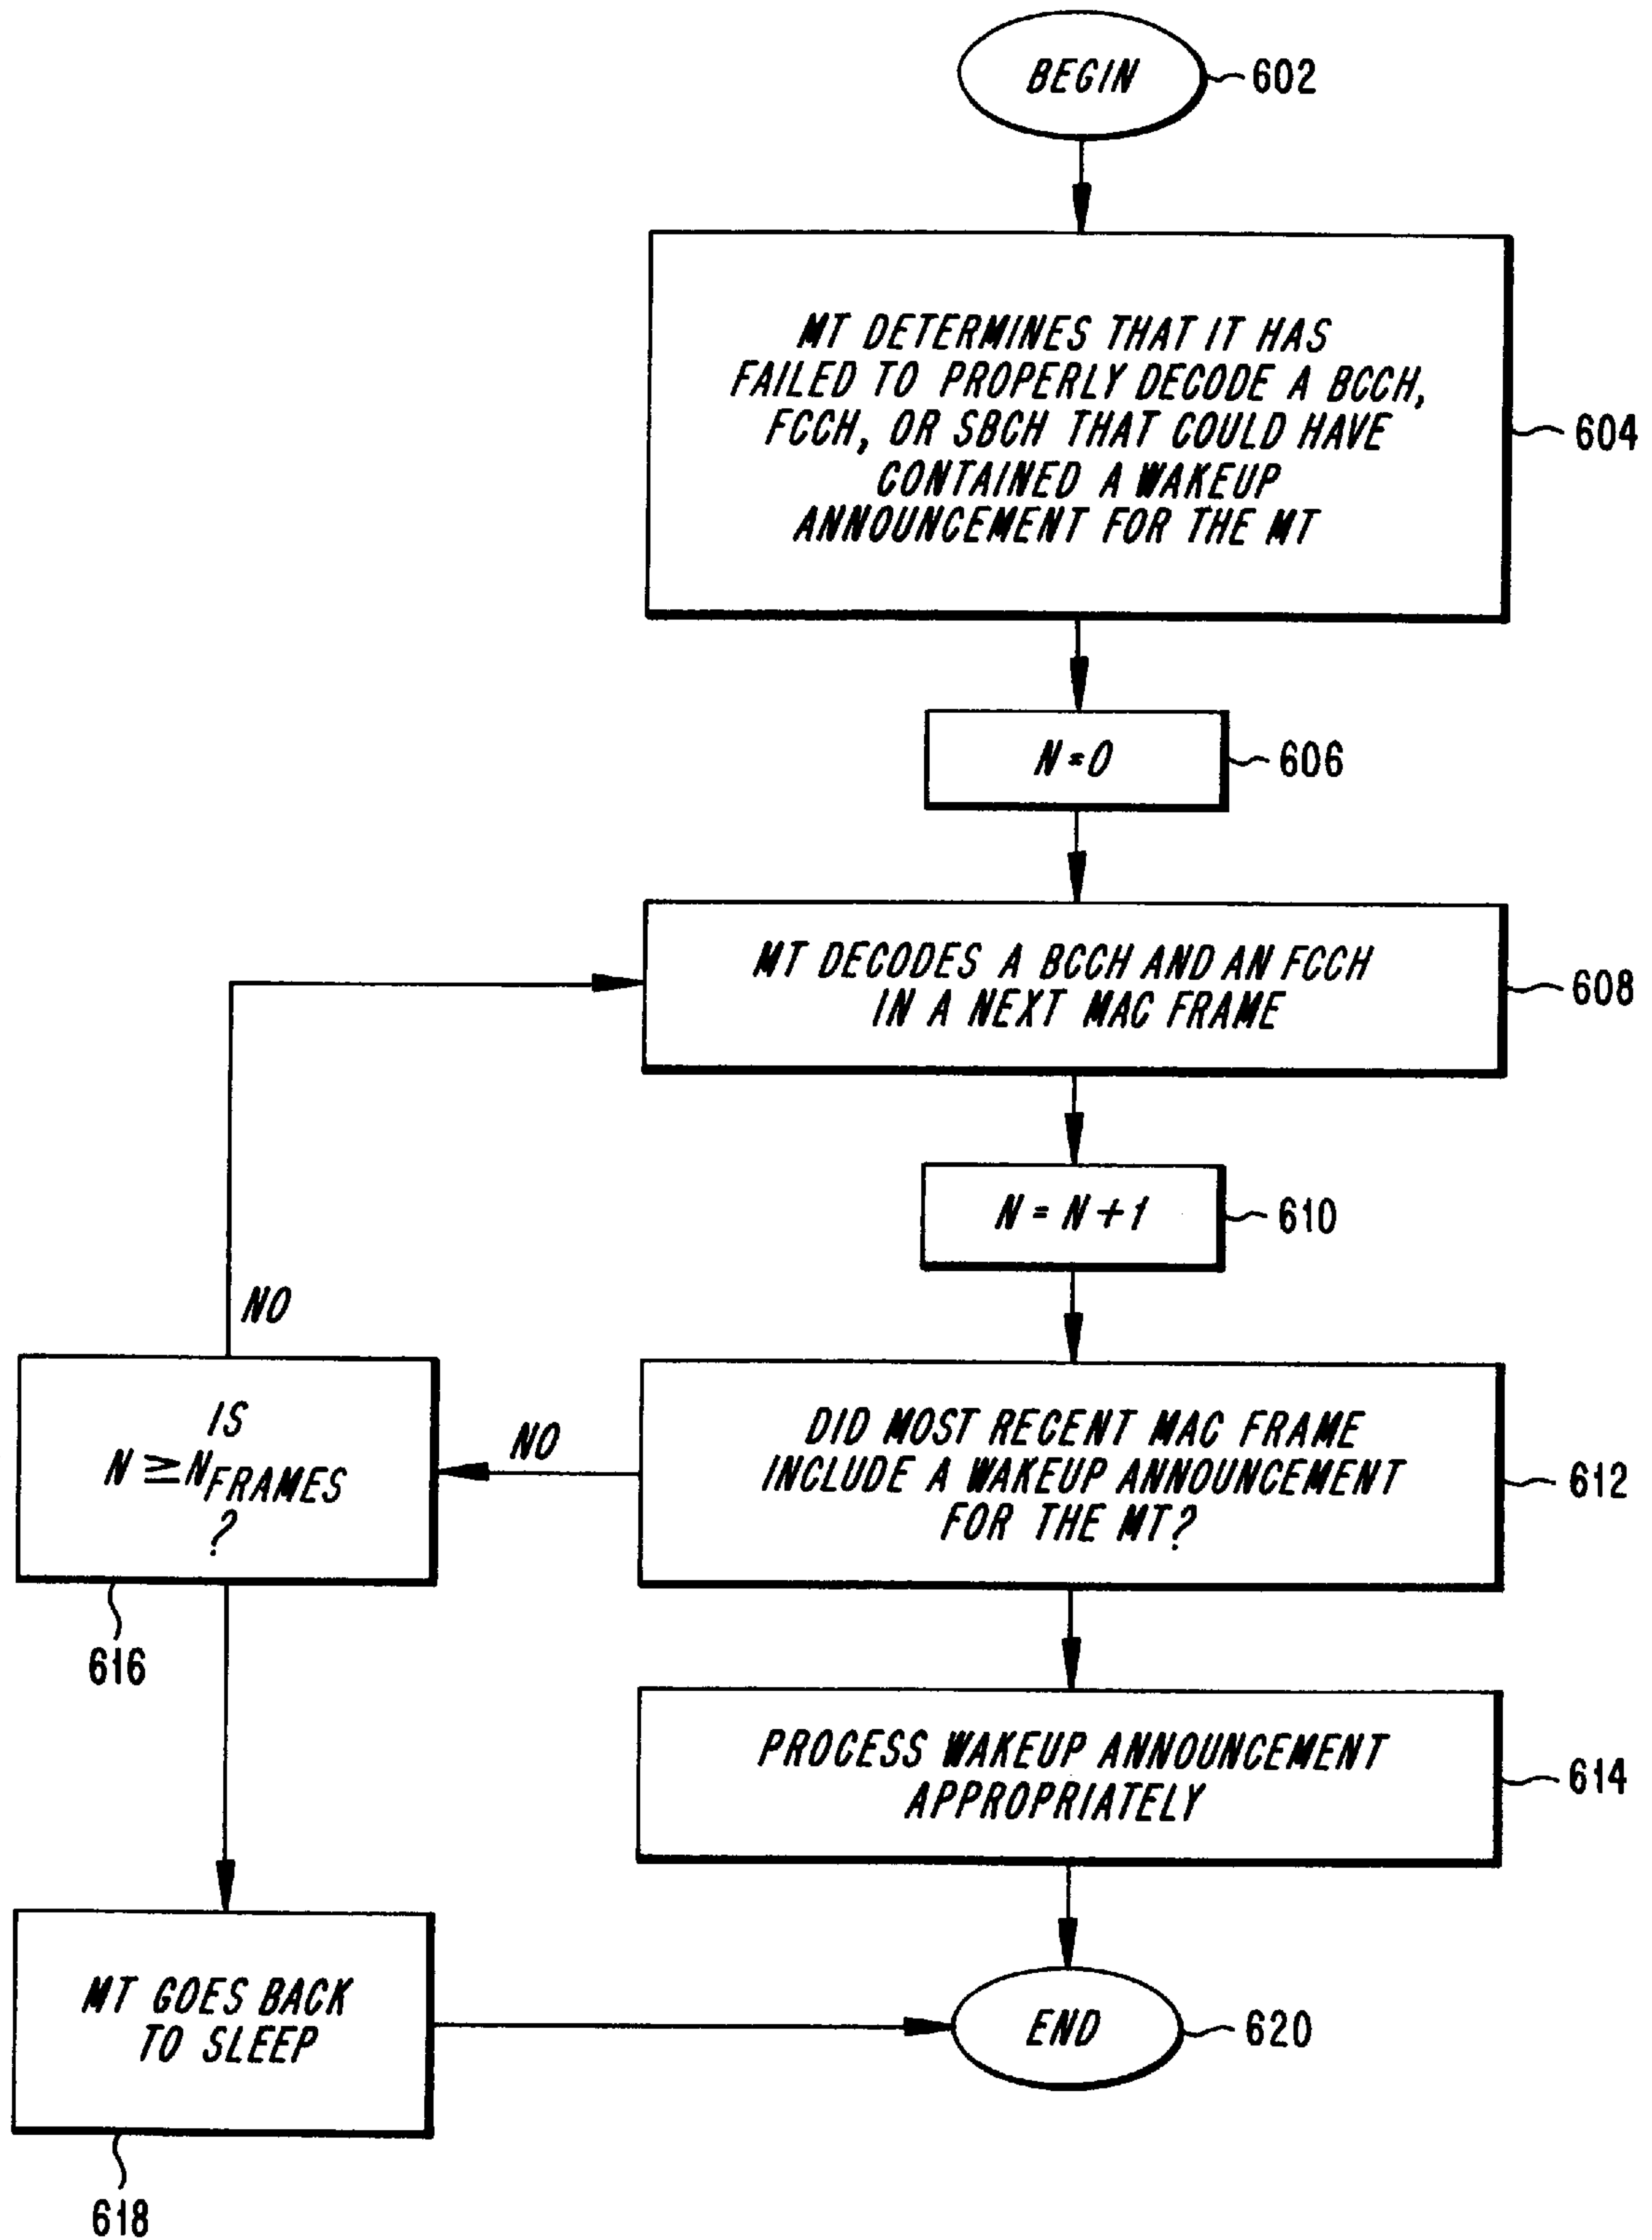 BEGIN
602
MT DETERMINES THAT IT HAS
FAILED TO PROPERLY DECODE A BCCH,
FCCH, OR SBCH THAT COULD HAVE
CONTAINED A WAKEUP
ANNOUNCEMENT FOR THE MT
604
N=0
606
MT DECODES A BCCH AND AN FCCH
IN A NEXT MAC FRAME
608
N = N+1
610
NO
IS
N ≥ NFRAMES
?
616
NO
DID MOST RECENT MAC FRAME
INCLUDE A WAKEUP ANNOUNCEMENT
FOR THE MT?
612
PROCESS WAKEUP ANNOUNCEMENT
APPROPRIATELY
614
MT GOES BACK
TO SLEEP
618
END
620